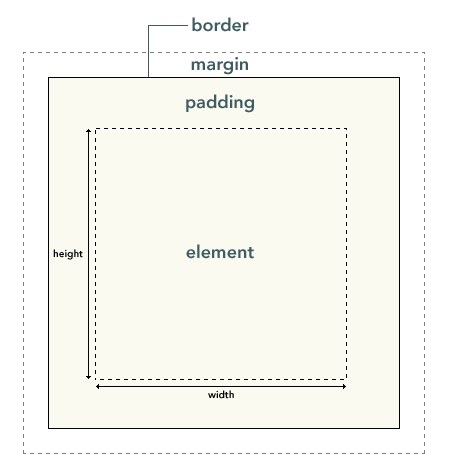 border
margin
padding
element
height
width